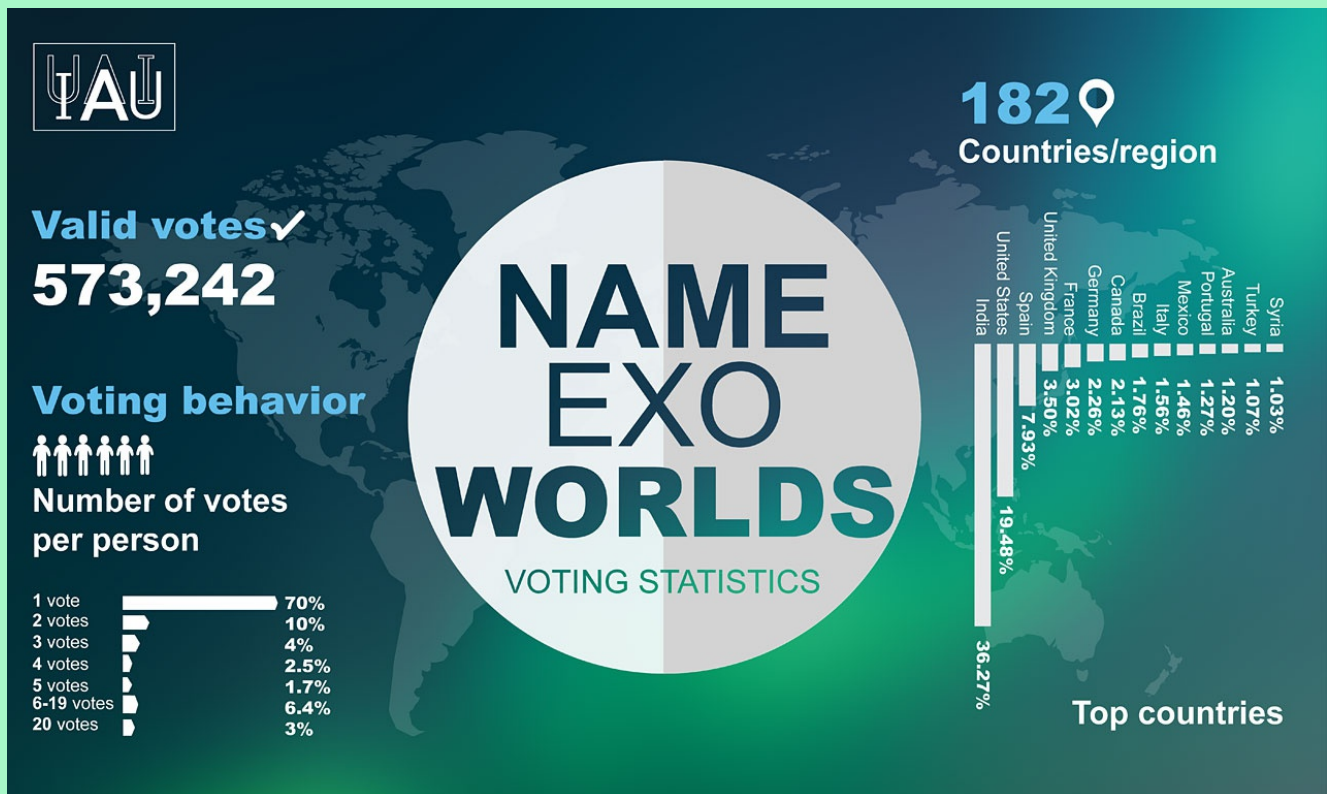 IAU
Valid votes
573,242
Voting behavior
Number of votes
per person
1 vote 70%
2 votes 10%
3 votes 4%
4 votes 2.5%
5 votes 1.7%
6-19 votes 6.4%
20 votes 3%
NAME
EXO
WORLDS
VOTING STATISTICS
182
Countries/region
India 36.27%
United States 19.48%
Spain 7.93%
United Kingdom 3.50%
France 3.02%
Germany 2.26%
Canada 2.13%
Brazil 1.76%
Italy 1.56%
Mexico 1.46%
Portugal 1.27%
Australia 1.20%
Turkey 1.07%
Syria 1.03%
Top countries